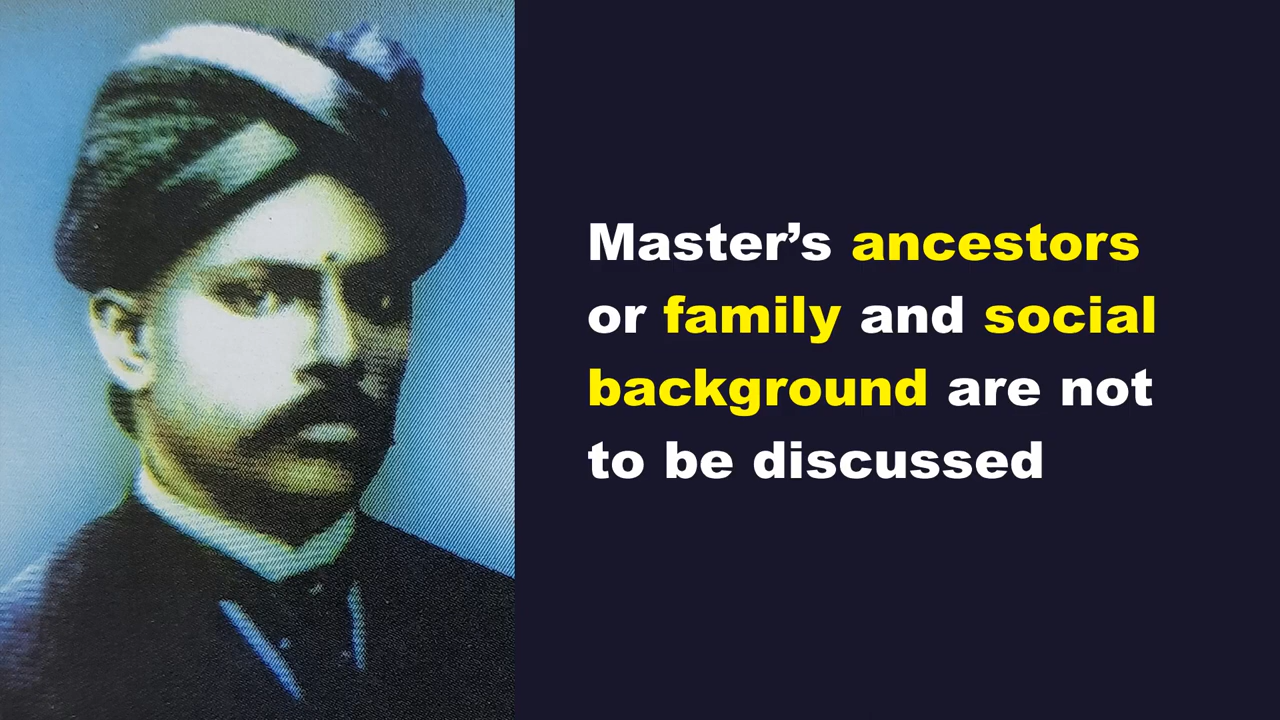 Master’s ancestors
or family and social
background are not
to be discussed